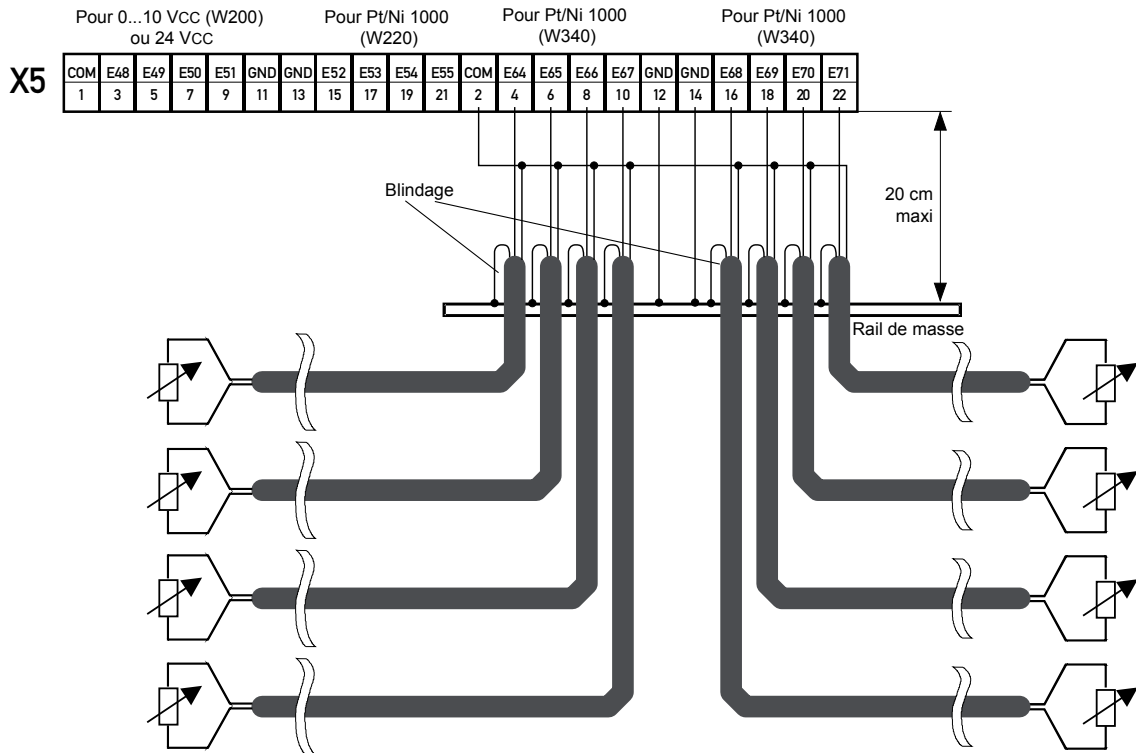 Pour 0...10 VCC (W200)
ou 24 VCC
Pour Pt/Ni 1000
(W220)
Pour Pt/Ni 1000
(W340)
Pour Pt/Ni 1000
(W340)
X5
COM E48 E49 E50 E51 GND GND E52 E53 E54 E55 COM E64 E65 E66 E67 GND GND E68 E69 E70 E71
1 3 5 7 9 11 13 15 17 19 21 2 4 6 8 10 12 14 16 18 20 22
Blindage
20 cm
maxi
Rail de masse